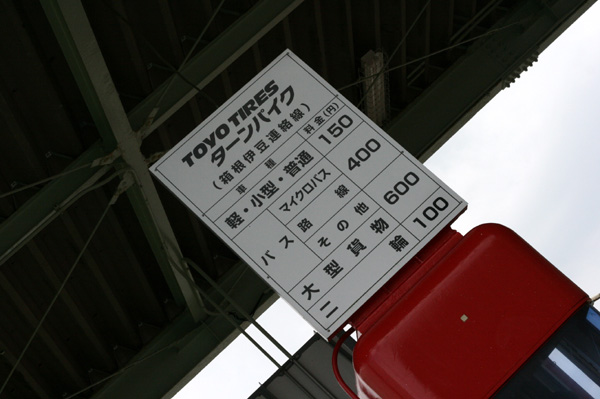 TOYO TIRES
ターンパイク
(箱根伊豆連絡線)
車種 料金(円)
軽・小型・普通 150
マイクロバス 400
バス 路線
その他 600
大型貨物
二輪 100